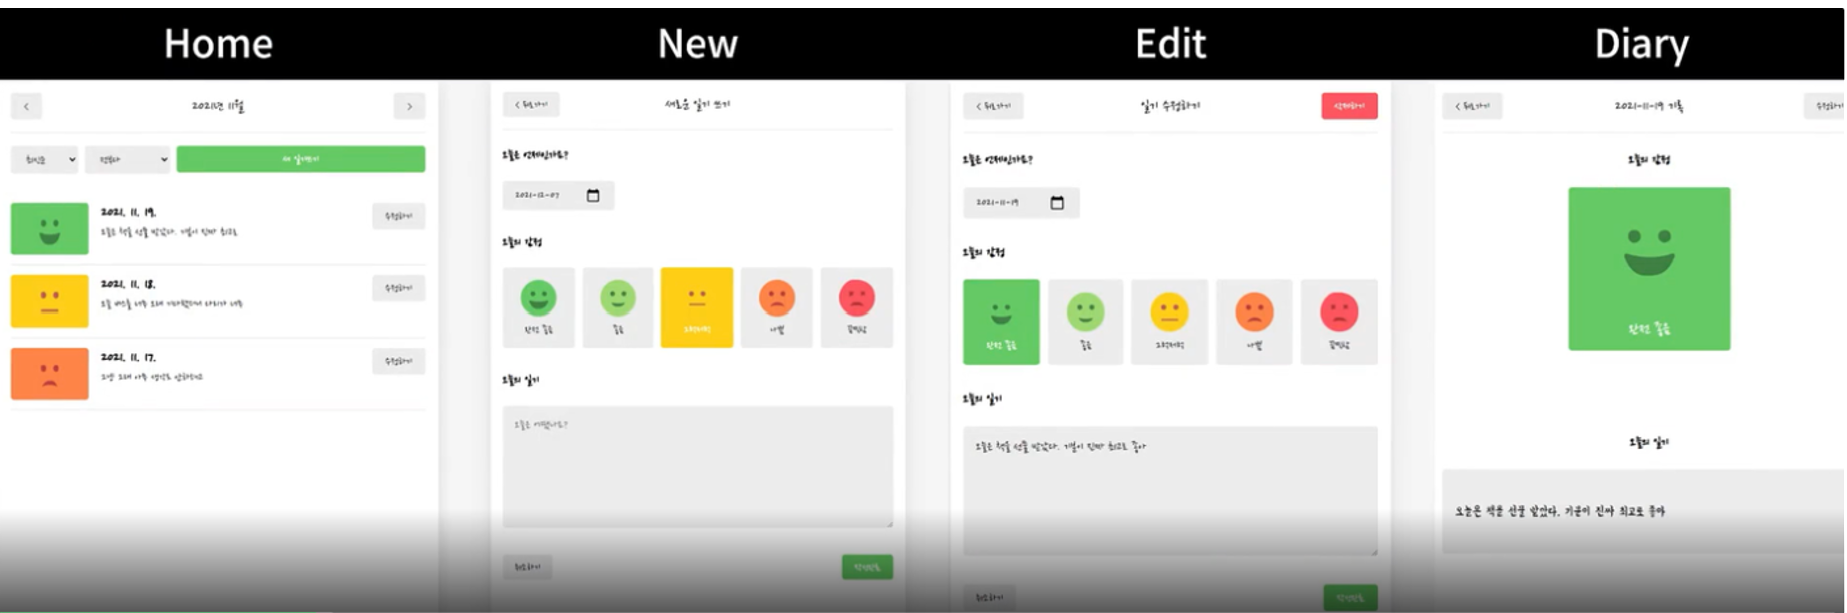 Home
New
Edit
Diary
<
2021년 11월
>
최신순
전부다
새 일기쓰기
2021. 11. 19.
오늘은 책을 선물 받았다. 기분이 진짜 최고로
수정하기
2021. 11. 18.
수정하기
2021. 11. 17.
수정하기
< 뒤로가기
새로운 일기 쓰기
오늘은 언제인가요?
2021-12-07
오늘의 감정
완전 좋음
좋음
그럭저럭
나쁨
끔찍함
오늘의 일기
오늘은 어땠나요?
취소하기
작성완료
< 뒤로가기
일기 수정하기
삭제하기
오늘은 언제인가요?
2021-11-19
오늘의 감정
완전 좋음
좋음
그럭저럭
나쁨
끔찍함
오늘의 일기
오늘은 책을 선물 받았다. 기분이 진짜 최고로 좋아
취소하기
작성완료
< 뒤로가기
2021-11-19 기록
수정하기
오늘의 감정
완전 좋음
오늘의 일기
오늘은 책을 선물 받았다. 기분이 진짜 최고로 좋아